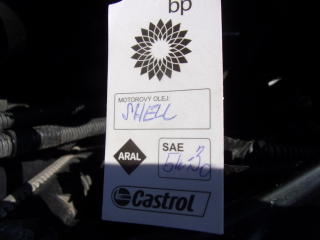 bp
MOTOROVÝ OLEJ:
SHELL
ARAL
SAE
Castrol